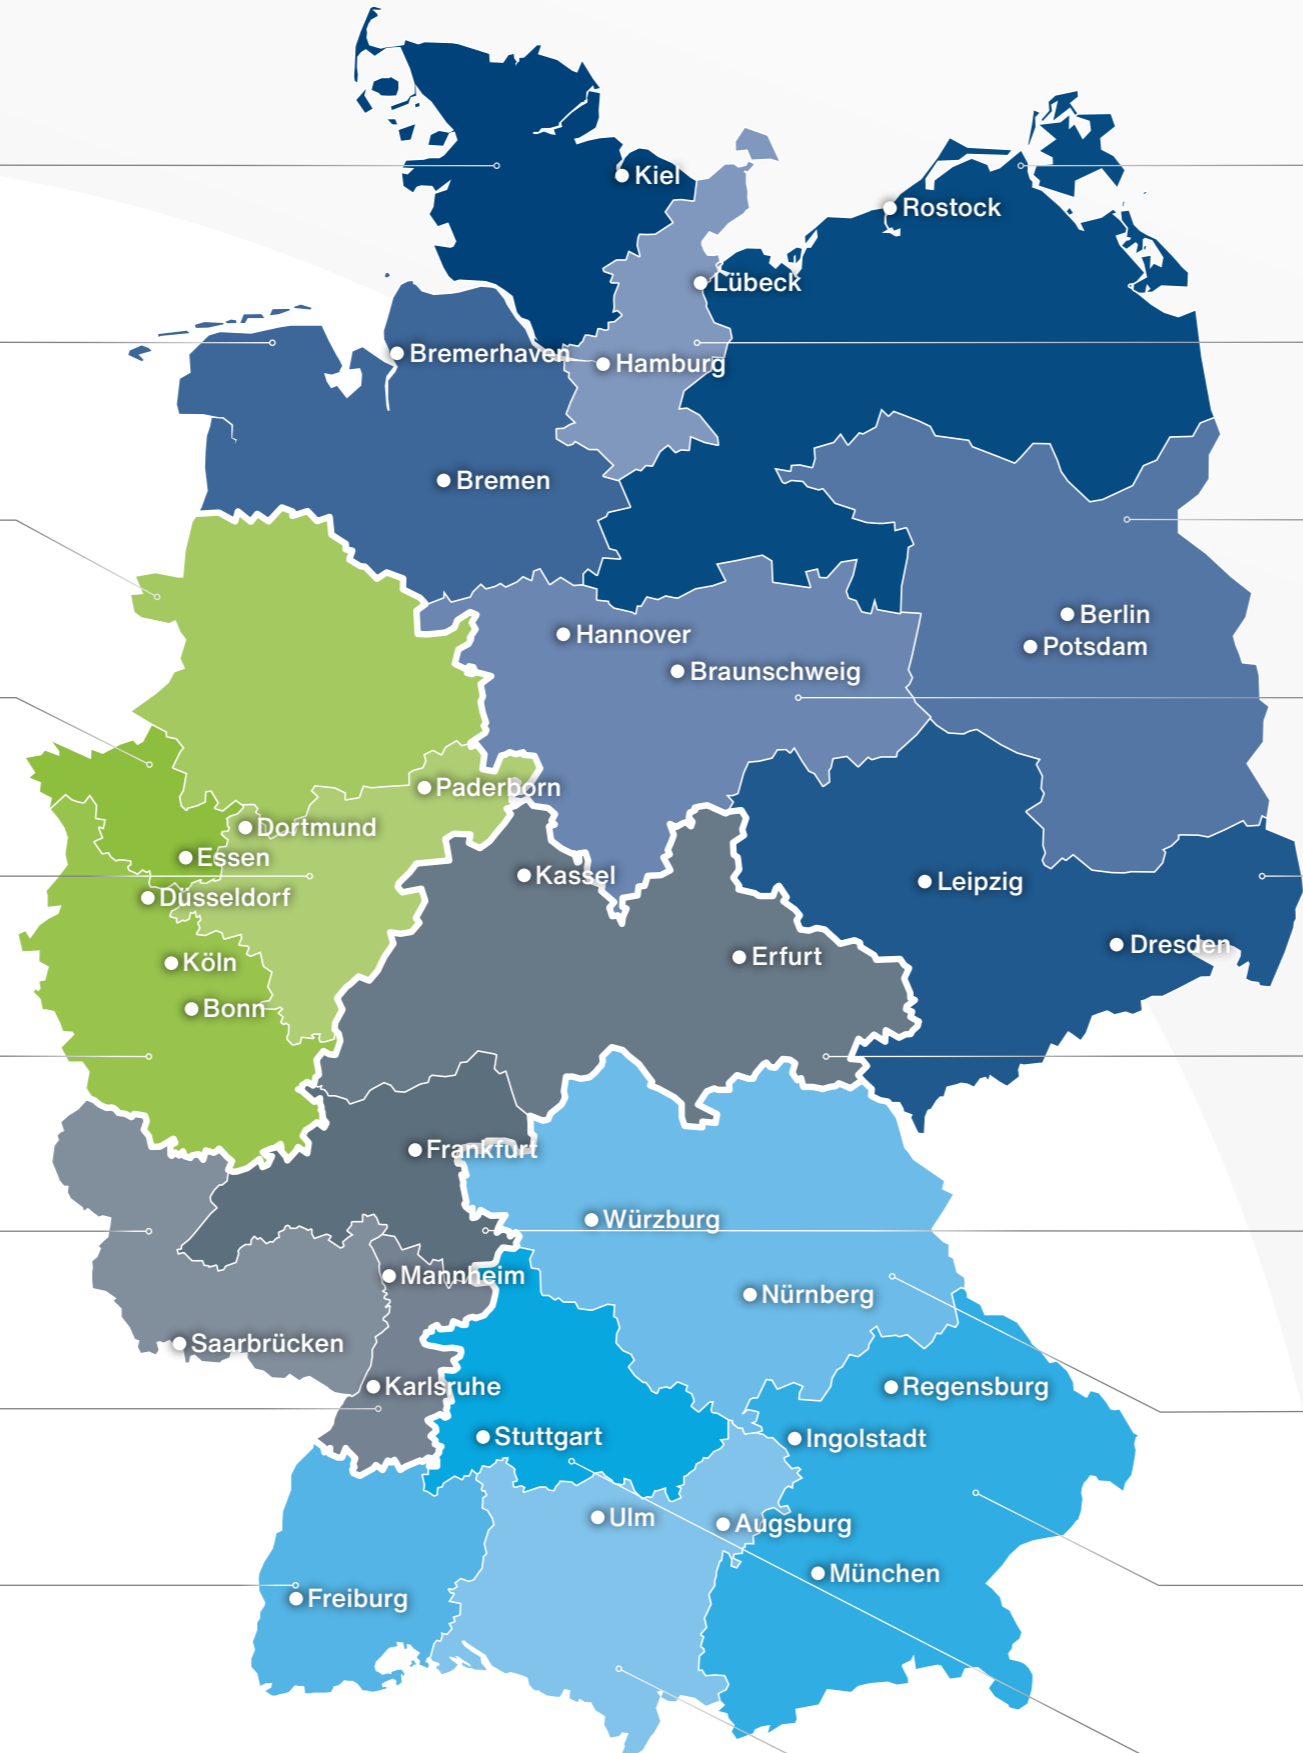 Kiel
Rostock
Lübeck
Bremerhaven
Hamburg
Bremen
Berlin
Hannover
Potsdam
Braunschweig
Paderborn
Dortmund
Essen
Kassel
Leipzig
Düsseldorf
Dresden
Erfurt
Köln
Bonn
Frankfurt
Würzburg
Mannheim
Nürnberg
Saarbrücken
Karlsruhe
Regensburg
Stuttgart
Ingolstadt
Ulm
Augsburg
München
Freiburg